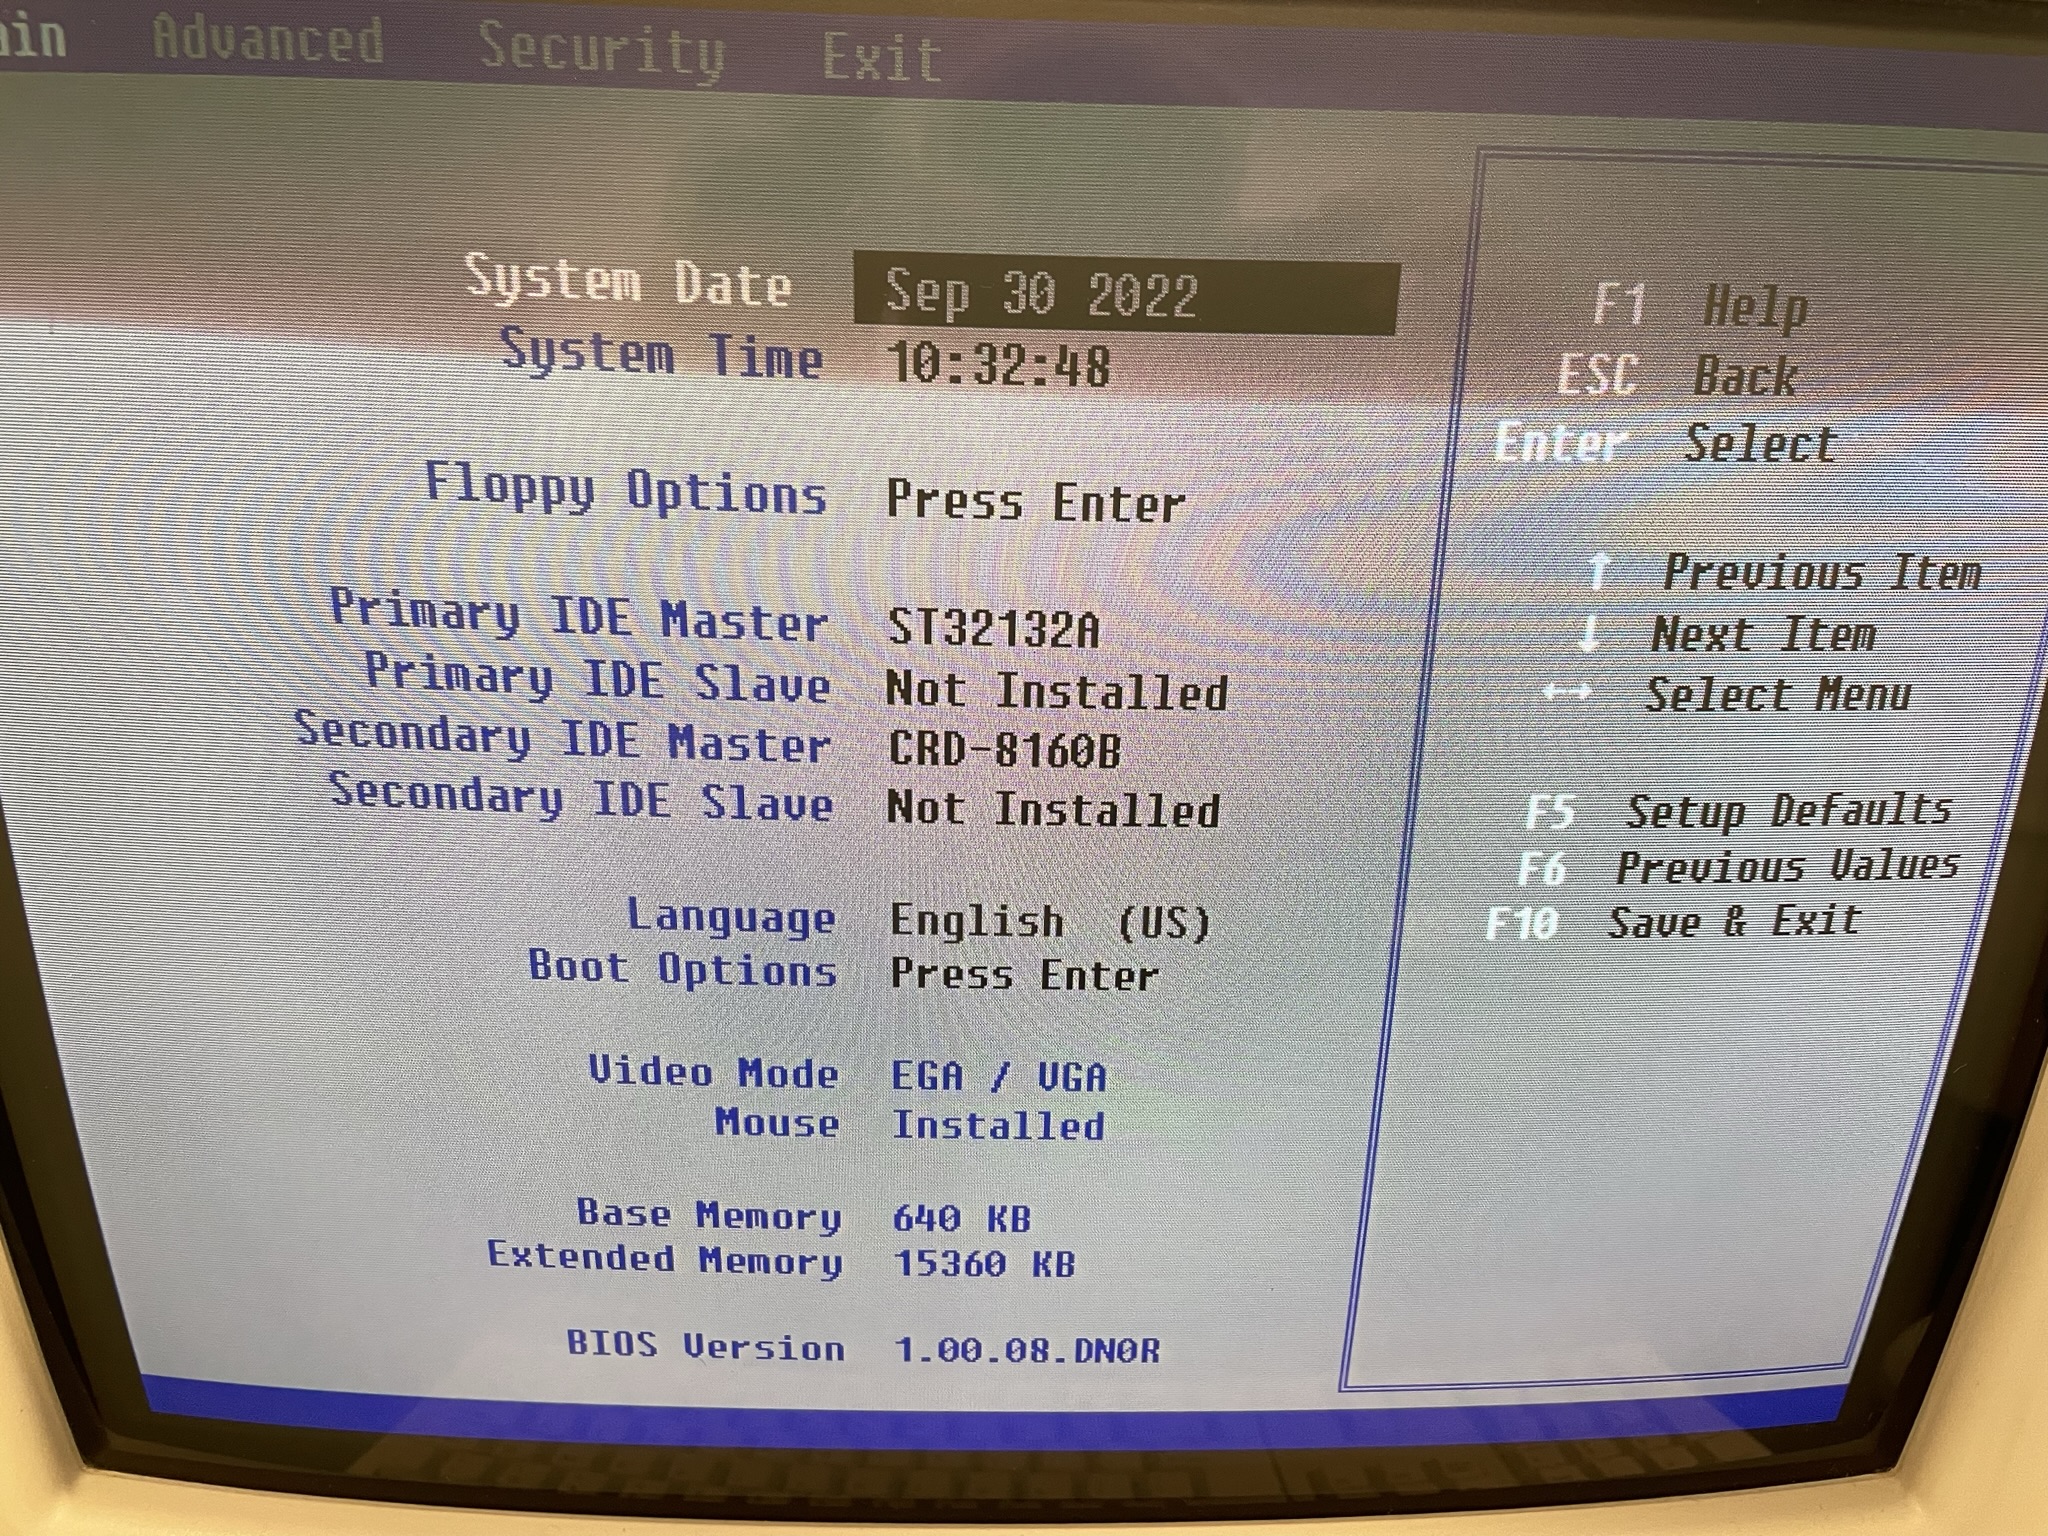 ain Advanced Security Exit
System Date Sep 30 2022
System Time 10:32:48
Floppy Options Press Enter
Primary IDE Master ST32132A
Primary IDE Slave Not Installed
Secondary IDE Master CRD-8160B
Secondary IDE Slave Not Installed
Language English (US)
Boot Options Press Enter
Video Mode EGA / VGA
Mouse Installed
Base Memory 640 KB
Extended Memory 15360 KB
BIOS Version 1.00.08.DN0R
F1 Help
ESC Back
Enter Select
↑ Previous Item
↓ Next Item
←→ Select Menu
F5 Setup Defaults
F6 Previous Values
F10 Save & Exit